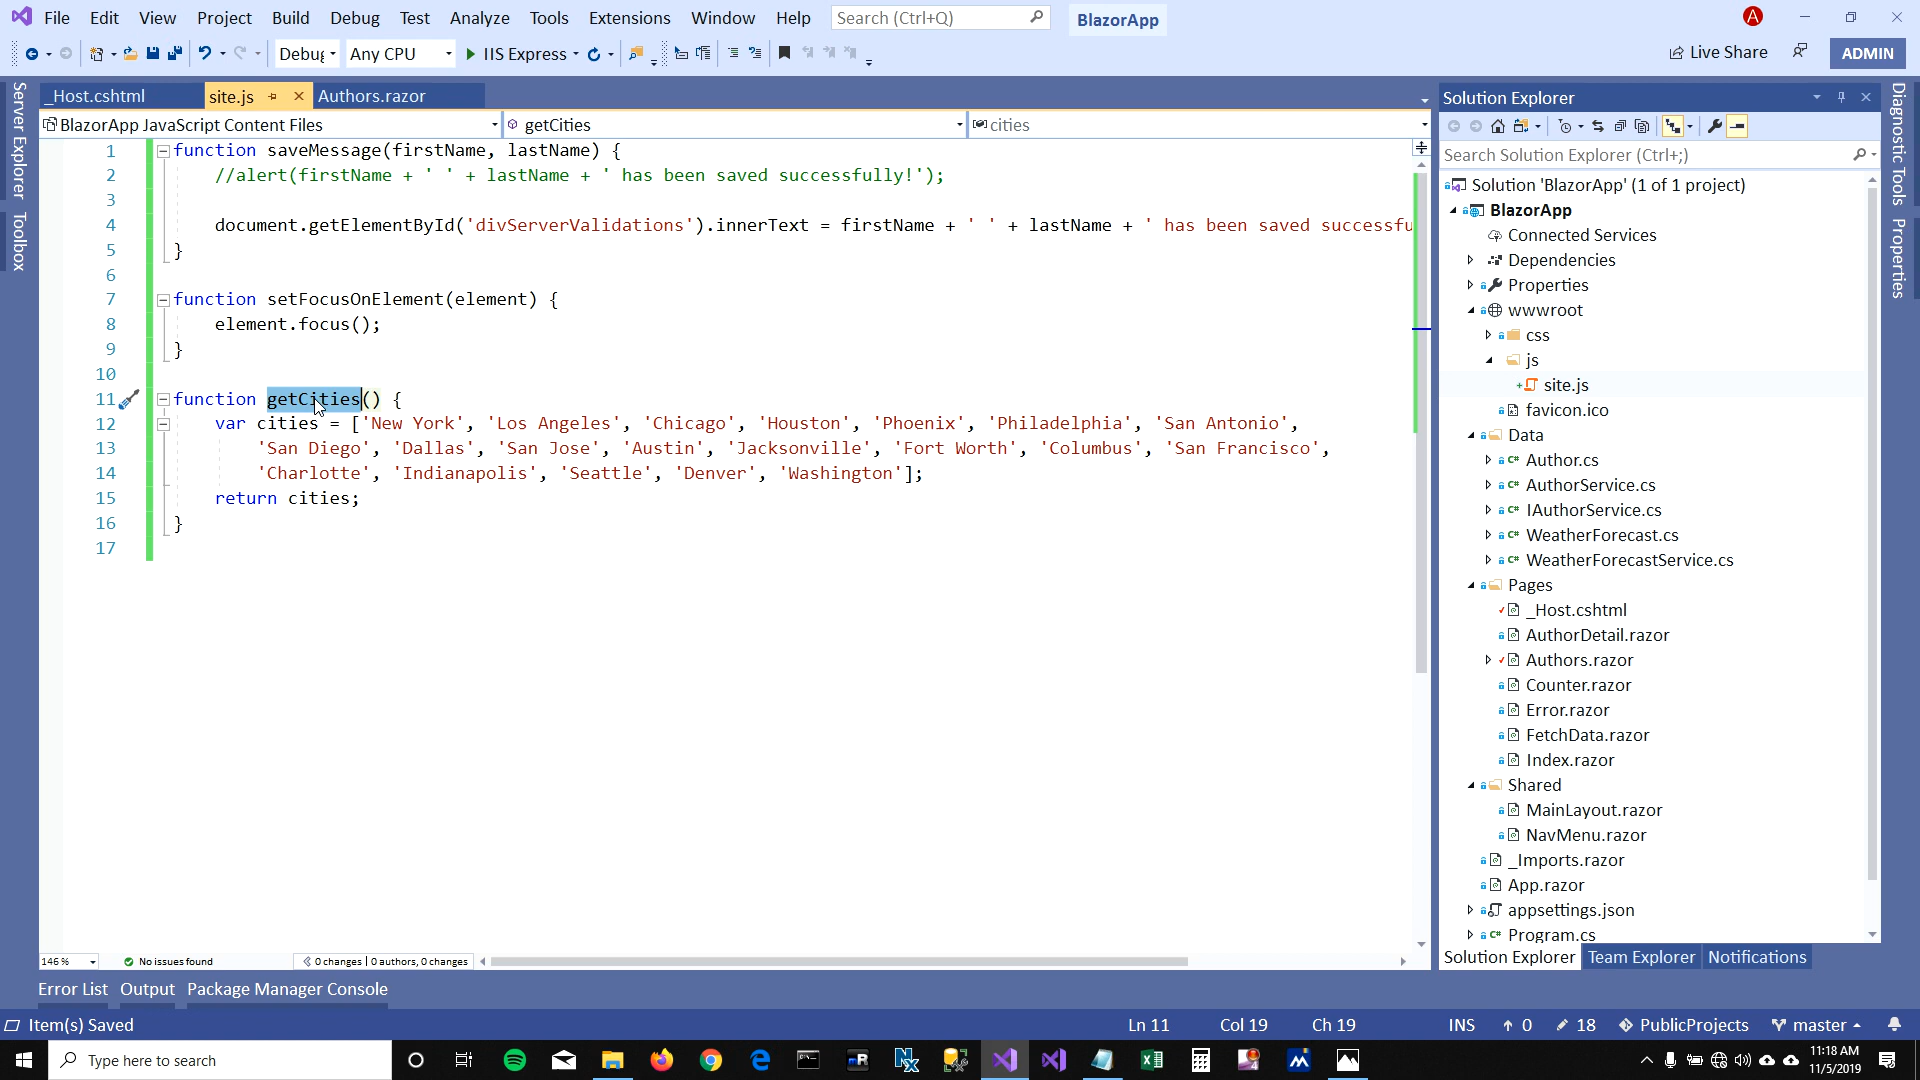 File Edit View Project Build Debug Test Analyze Tools Extensions Window Help Search (Ctrl+Q) BlazorApp A
Debug Any CPU IIS Express Live Share ADMIN
Server Explorer
Toolbox
_Host.cshtml site.js Authors.razor
BlazorApp JavaScript Content Files getCities cities
1 function saveMessage(firstName, lastName) {
2 //alert(firstName + ' ' + lastName + ' has been saved successfully!');
3
4 document.getElementById('divServerValidations').innerText = firstName + ' ' + lastName + ' has been saved successfu
5 }
6
7 function setFocusOnElement(element) {
8 element.focus();
9 }
10
11 function getCities() {
12 var cities = ['New York', 'Los Angeles', 'Chicago', 'Houston', 'Phoenix', 'Philadelphia', 'San Antonio',
13 'San Diego', 'Dallas', 'San Jose', 'Austin', 'Jacksonville', 'Fort Worth', 'Columbus', 'San Francisco',
14 'Charlotte', 'Indianapolis', 'Seattle', 'Denver', 'Washington'];
15 return cities;
16 }
17
146 % No issues found 0 changes | 0 authors, 0 changes
Solution Explorer
Search Solution Explorer (Ctrl+;)
Solution 'BlazorApp' (1 of 1 project)
BlazorApp
Connected Services
Dependencies
Properties
wwwroot
css
js
site.js
favicon.ico
Data
Author.cs
AuthorService.cs
IAuthorService.cs
WeatherForecast.cs
WeatherForecastService.cs
Pages
_Host.cshtml
AuthorDetail.razor
Authors.razor
Counter.razor
Error.razor
FetchData.razor
Index.razor
Shared
MainLayout.razor
NavMenu.razor
_Imports.razor
App.razor
appsettings.json
Program.cs
Solution Explorer Team Explorer Notifications
Diagnostic Tools
Properties
Error List Output Package Manager Console
Item(s) Saved Ln 11 Col 19 Ch 19 INS 0 18 PublicProjects master
Type here to search 11:18 AM
11/5/2019